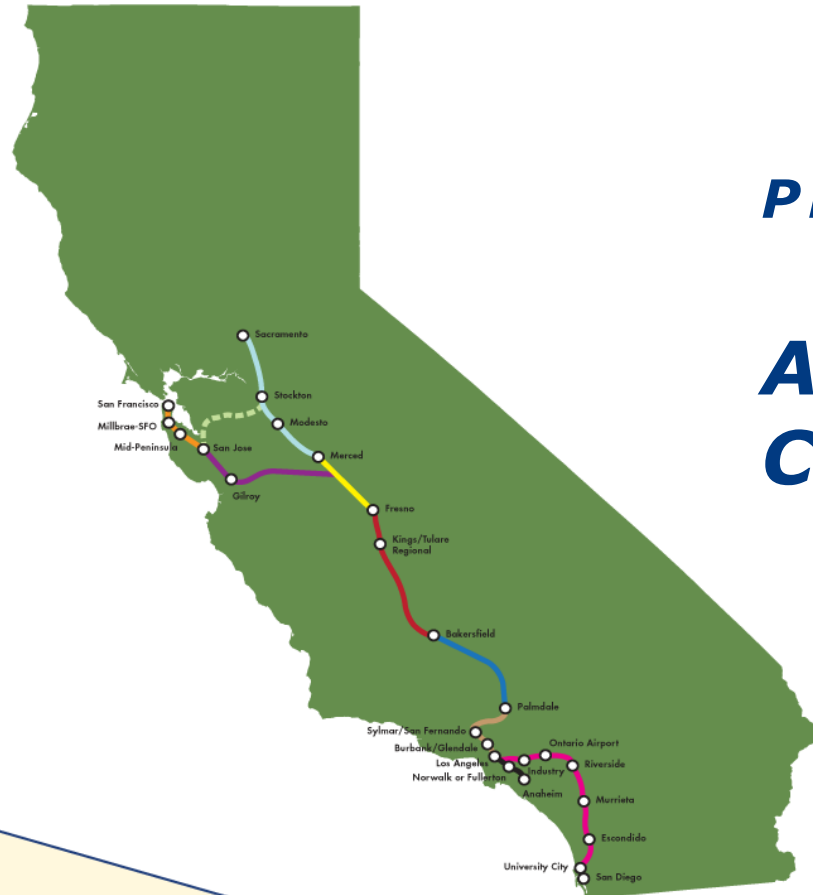 P
A
C
Sacramento
Stockton
San Francisco
Millbrae-SFO
Modesto
Mid-Peninsula
San Jose
Merced
Gilroy
Fresno
Kings/Tulare
Regional
Bakersfield
Palmdale
Sylmar/San Fernando
Burbank/Glendale
Ontario Airport
Los Angeles
Industry
Riverside
Norwalk or Fullerton
Anaheim
Murrieta
Escondido
University City
San Diego